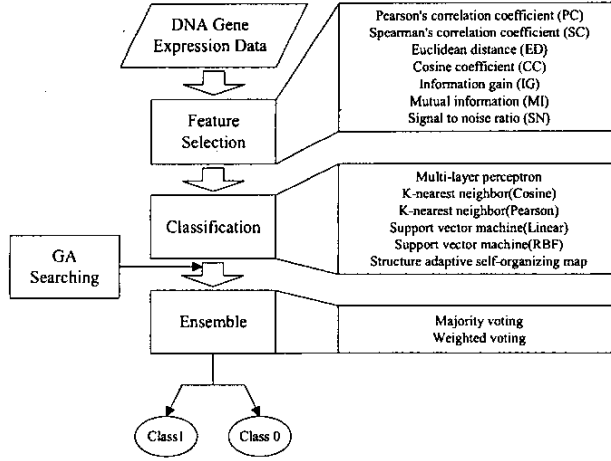 DNA Gene
Expression Data
Pearson's correlation coefficient (PC)
Spearman's correlation coefficient (SC)
Euclidean distance (ED)
Cosine coefficient (CC)
Information gain (IG)
Mutual information (MI)
Signal to noise ratio (SN)
Feature
Selection
Multi-layer perceptron
K-nearest neighbor(Cosine)
K-nearest neighbor(Pearson)
Support vector machine(Linear)
Support vector machine(RBF)
Structure adaptive self-organizing map
Classification
GA
Searching
Ensemble
Majority voting
Weighted voting
Class1
Class 0